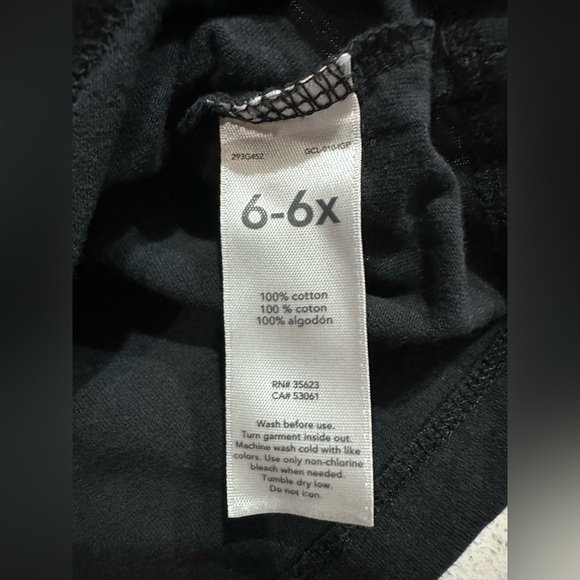 293G452 GCL-0104GP
6-6x
100% cotton
100 % coton
100% algodón
RN# 35623
CA# 53061
Wash before use.
Turn garment inside out.
Machine wash cold with like
colors. Use only non-chlorine
bleach when needed.
Tumble dry low.
Do not iron.